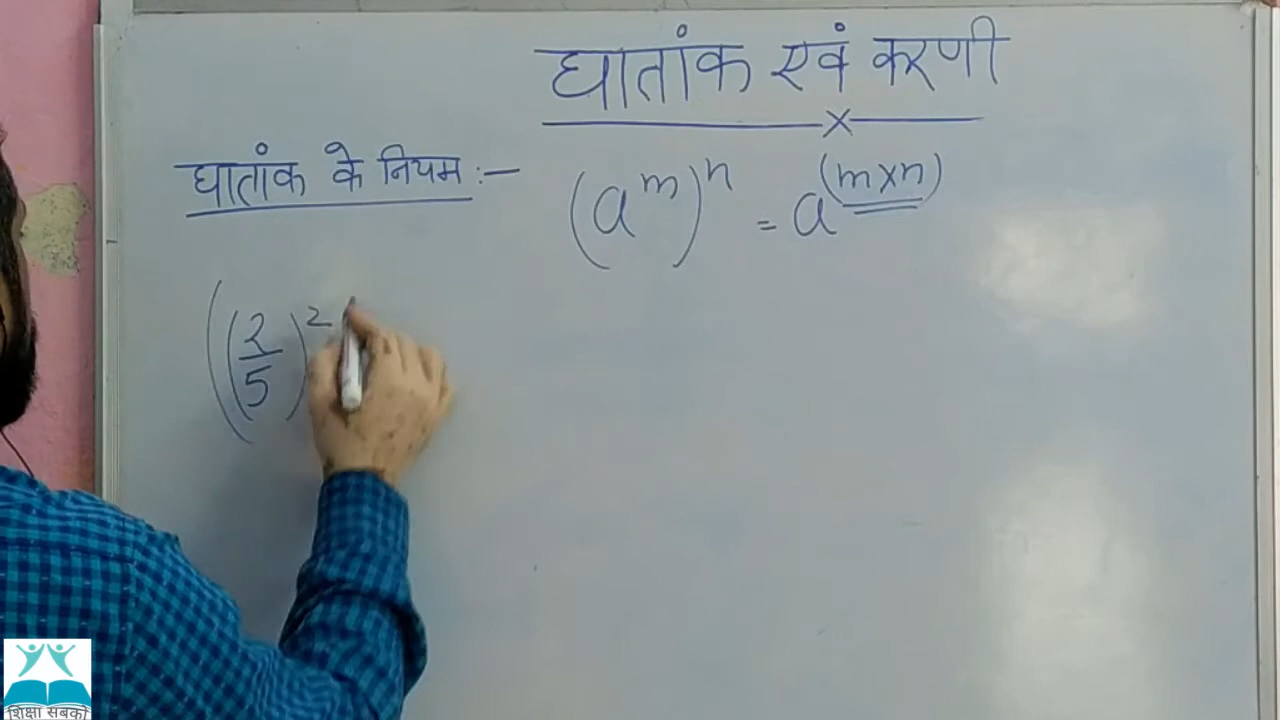 घातांक एवं करणी
घातांक के नियम :- (a^m)^n = a^(m×n)
((2/5)^2
शिक्षा सबको